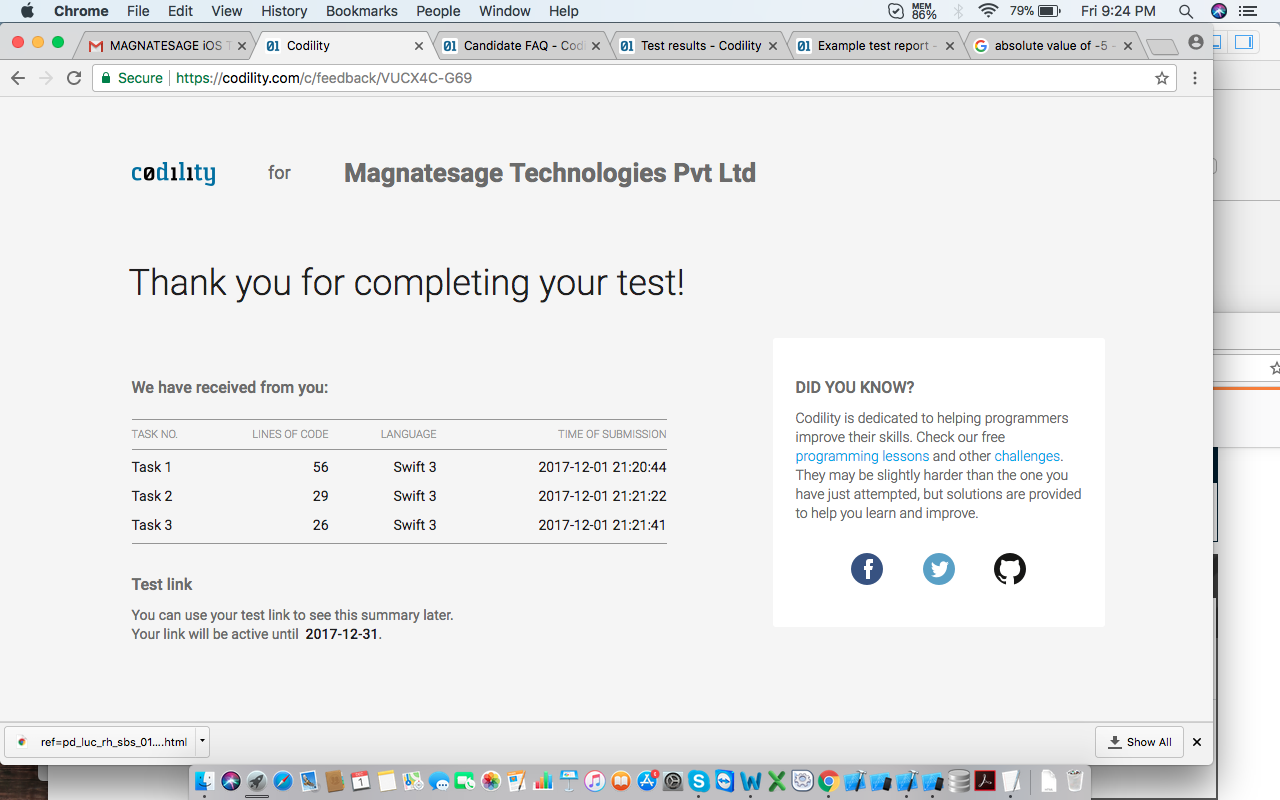 Chrome File Edit View History Bookmarks People Window Help MEM 86% 79% Fri 9:24 PM
MAGNATESAGE iOS T Codility Candidate FAQ - Cod Test results - Codility Example test report - absolute value of -5 -
Secure https://codility.com/c/feedback/VUCX4C-G69
codility for Magnatesage Technologies Pvt Ltd
Thank you for completing your test!
We have received from you:
TASK NO. LINES OF CODE LANGUAGE TIME OF SUBMISSION
Task 1 56 Swift 3 2017-12-01 21:20:44
Task 2 29 Swift 3 2017-12-01 21:21:22
Task 3 26 Swift 3 2017-12-01 21:21:41
Test link
You can use your test link to see this summary later.
Your link will be active until 2017-12-31.
DID YOU KNOW?
Codility is dedicated to helping programmers
improve their skills. Check our free
programming lessons and other challenges.
They may be slightly harder than the one you
have just attempted, but solutions are provided
to help you learn and improve.
ref=pd_luc_rh_sbs_01....html Show All